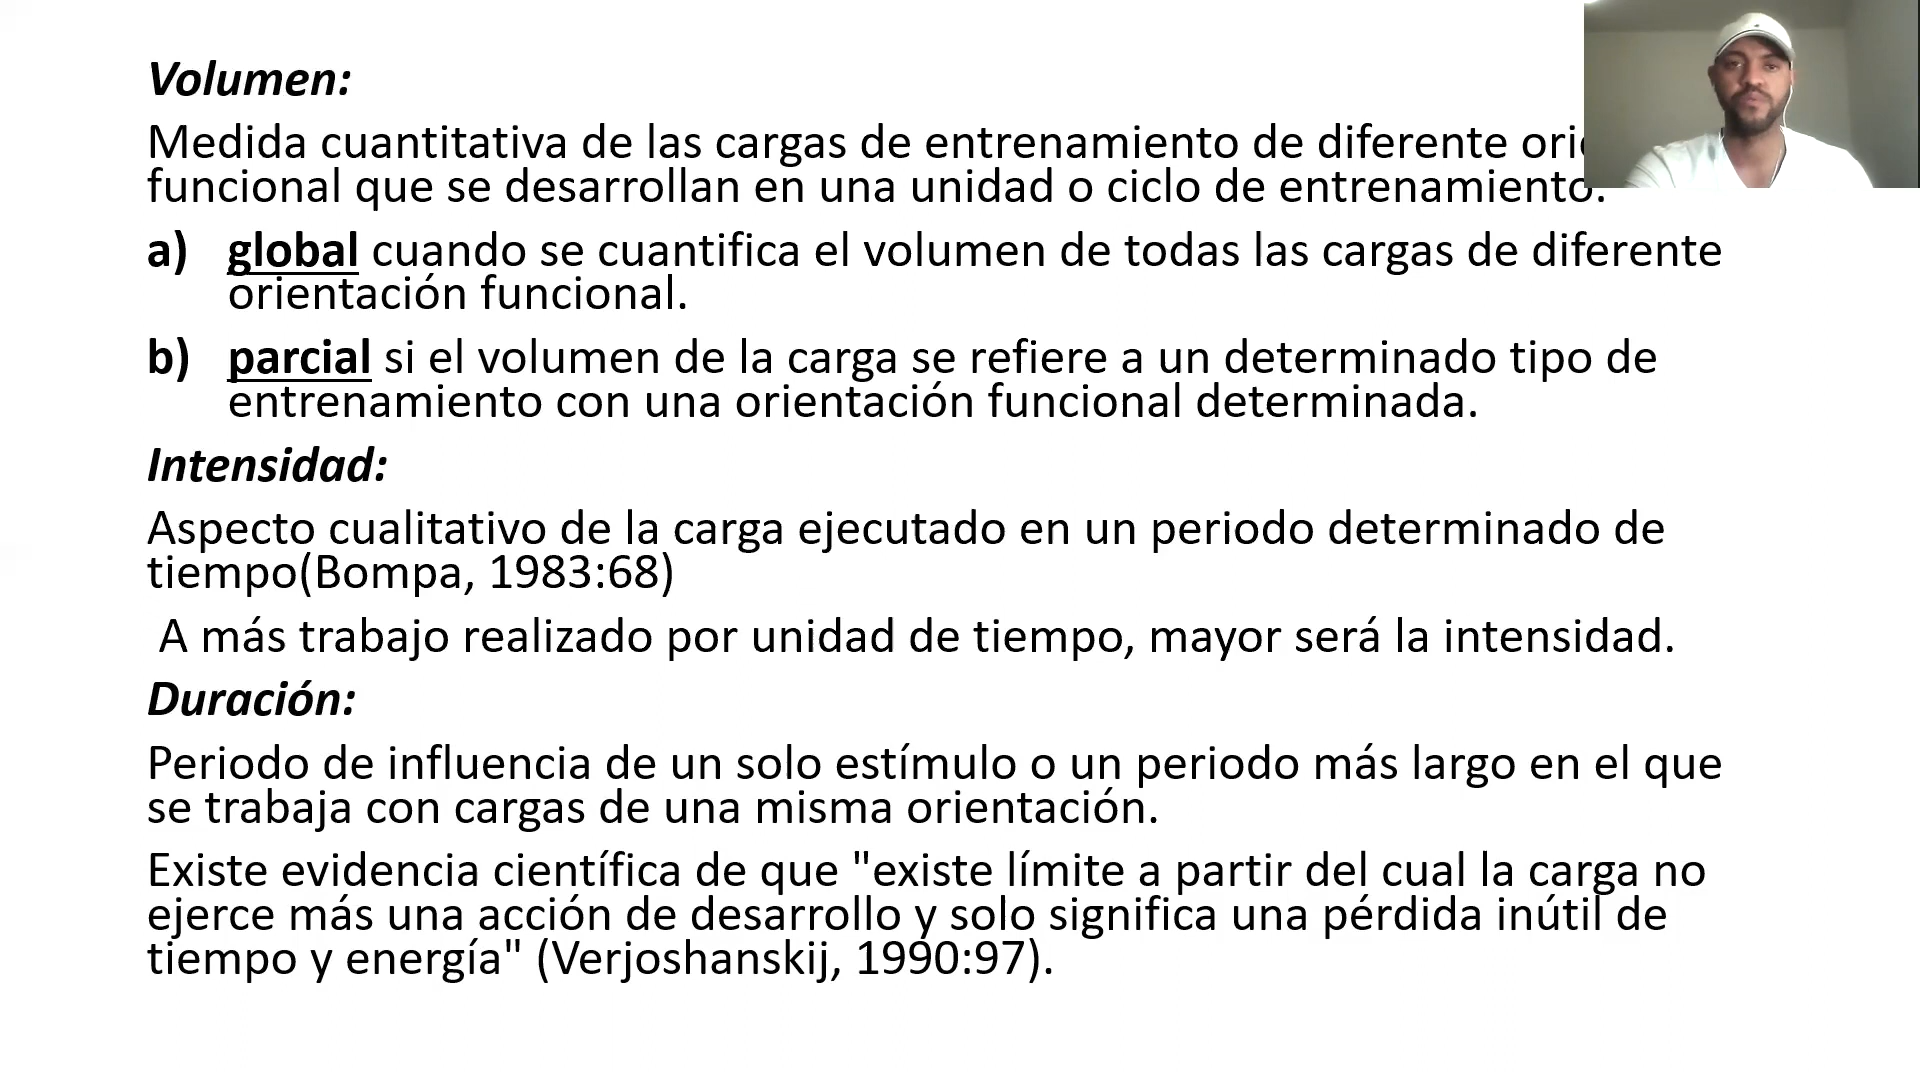 Volumen:
Medida cuantitativa de las cargas de entrenamiento de diferente
funcional que se desarrollan en una unidad o ciclo de entrenamiento.
a) global cuando se cuantifica el volumen de todas las cargas de diferente
orientación funcional.
b) parcial si el volumen de la carga se refiere a un determinado tipo de
entrenamiento con una orientación funcional determinada.
Intensidad:
Aspecto cualitativo de la carga ejecutado en un periodo determinado de
tiempo(Bompa, 1983:68)
A más trabajo realizado por unidad de tiempo, mayor será la intensidad.
Duración:
Periodo de influencia de un solo estímulo o un periodo más largo en el que
se trabaja con cargas de una misma orientación.
Existe evidencia científica de que "existe límite a partir del cual la carga no
ejerce más una acción de desarrollo y solo significa una pérdida inútil de
tiempo y energía" (Verjoshanskij, 1990:97).